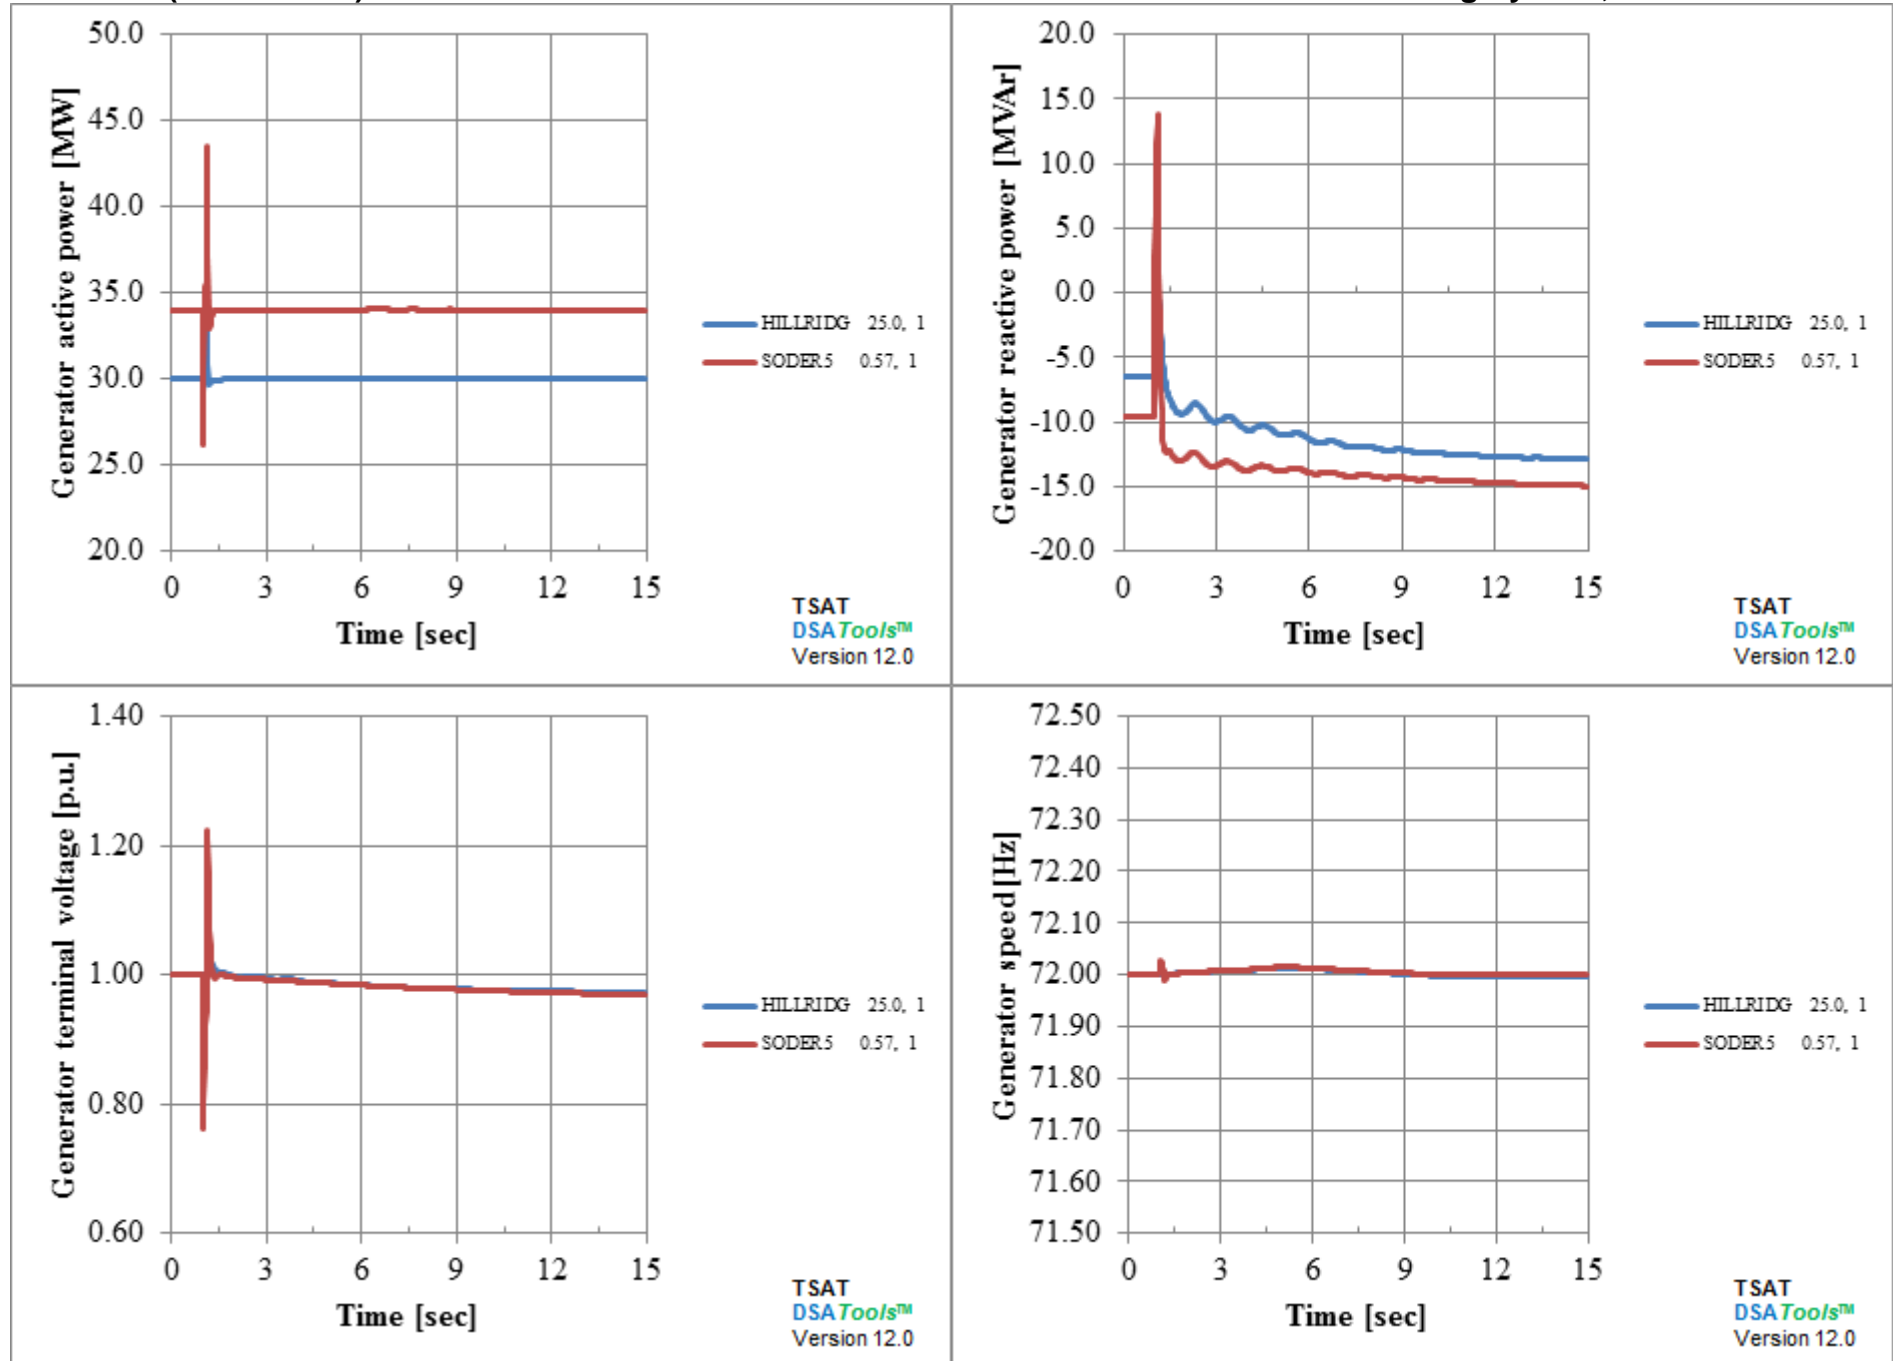 Generator active power [MW]
50.0
45.0
40.0
35.0
30.0
25.0
20.0
0 3 6 9 12 15
Time [sec]
HILLRIDG 25.0, 1
SODER5 0.57, 1
TSAT
DSATools™
Version 12.0
Generator reactive power [MVAr]
20.0
15.0
10.0
5.0
0.0
-5.0
-10.0
-15.0
-20.0
0 3 6 9 12 15
Time [sec]
HILLRIDG 25.0, 1
SODER5 0.57, 1
TSAT
DSATools™
Version 12.0
Generator terminal voltage [p.u.]
1.40
1.20
1.00
0.80
0.60
0 3 6 9 12 15
Time [sec]
HILLRIDG 25.0, 1
SODER5 0.57, 1
TSAT
DSATools™
Version 12.0
Generator speed[Hz]
72.50
72.40
72.30
72.20
72.10
72.00
71.90
71.80
71.70
71.60
71.50
0 3 6 9 12 15
Time [sec]
HILLRIDG 25.0, 1
SODER5 0.57, 1
TSAT
DSATools™
Version 12.0